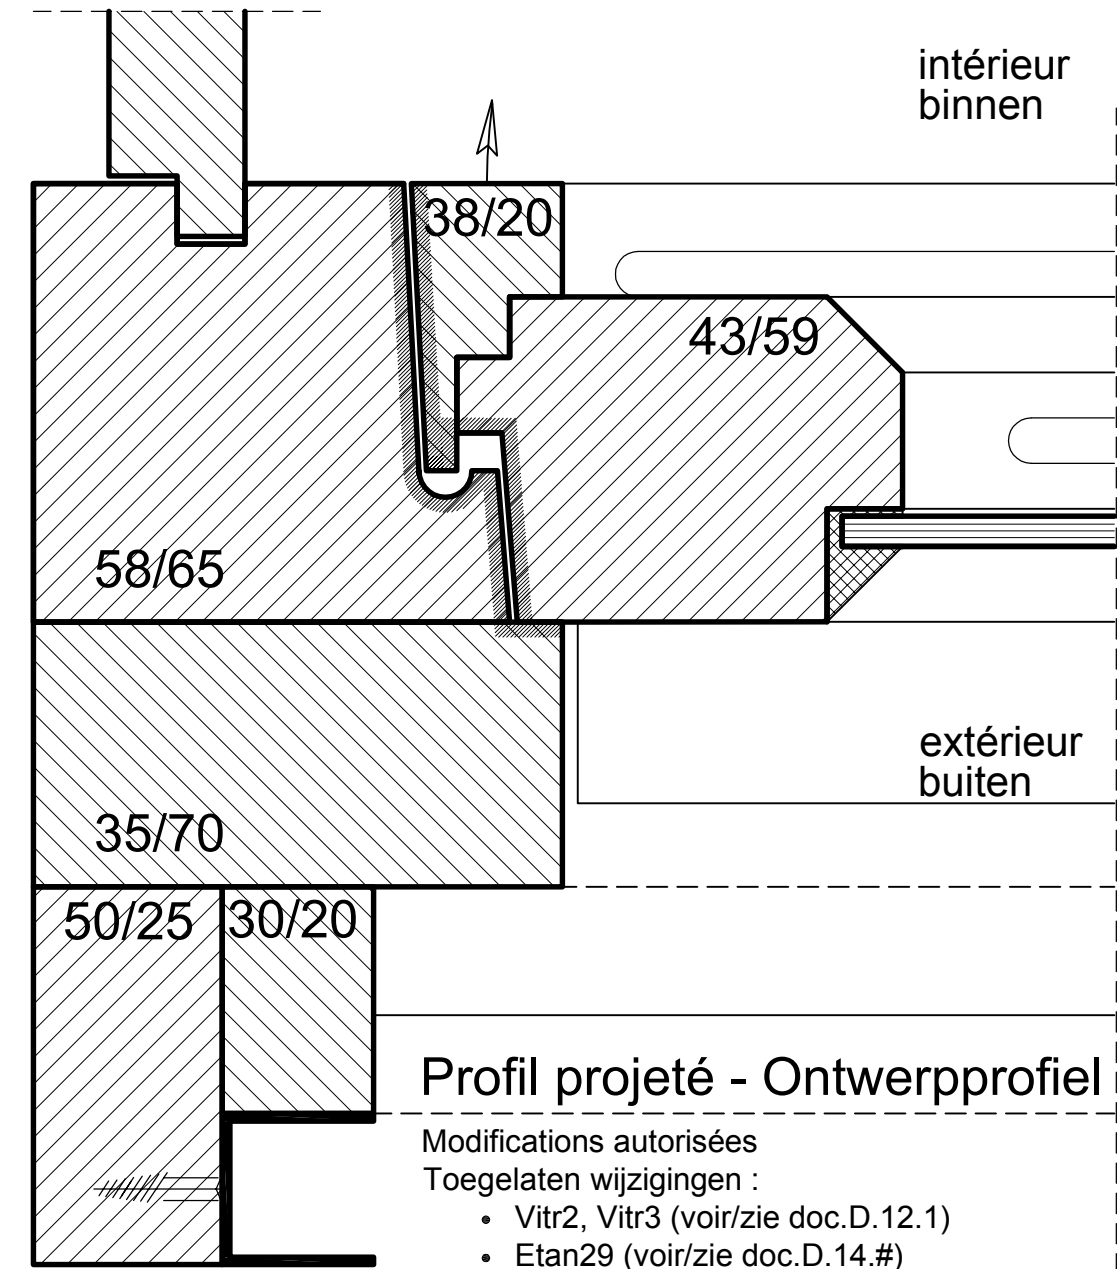 intérieur
binnen
38/20
43/59
58/65
extérieur
buiten
35/70
50/25
30/20
Profil projeté - Ontwerpprofiel
Modifications autorisées
Toegelaten wijzigingen :
• Vitr2, Vitr3 (voir/zie doc.D.12.1)
• Etan29 (voir/zie doc.D.14.#)